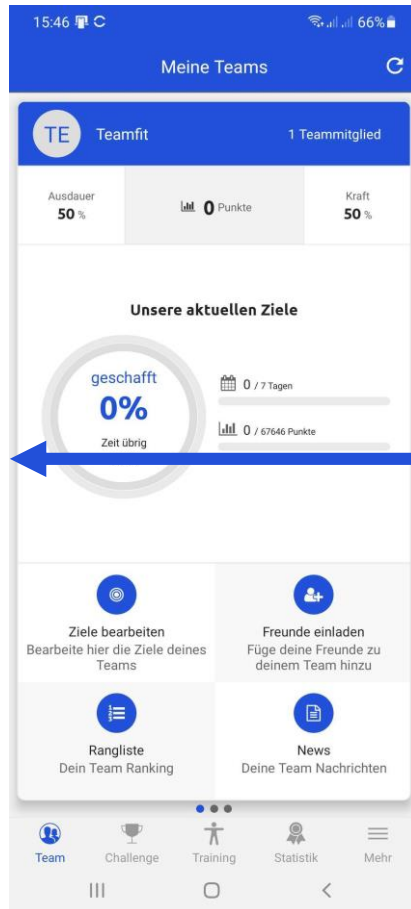 15:46 66%
Meine Teams
TE Teamfit 1 Teammitglied
Ausdauer
50 %
0 Punkte
Kraft
50 %
Unsere aktuellen Ziele
geschafft
0%
Zeit übrig
0 / 7 Tagen
0 / 67646 Punkte
Ziele bearbeiten
Bearbeite hier die Ziele deines
Teams
Freunde einladen
Füge deine Freunde zu
deinem Team hinzu
Rangliste
Dein Team Ranking
News
Deine Team Nachrichten
Team Challenge Training Statistik Mehr